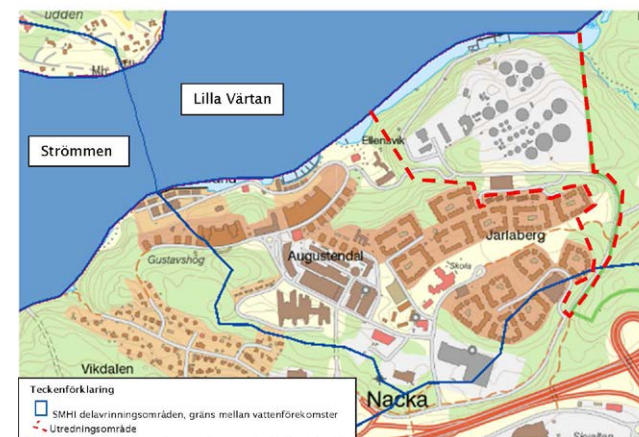 udden
Lilla Värtan
Strömmen
Ellensvik
Jarlaberg
Gustavshög
Augustendal
Skola
Vikdalen
Nacka
Teckenförklaring
SMHI delavrinningsområden, gräns mellan vattenförekomster
Utredningsområde